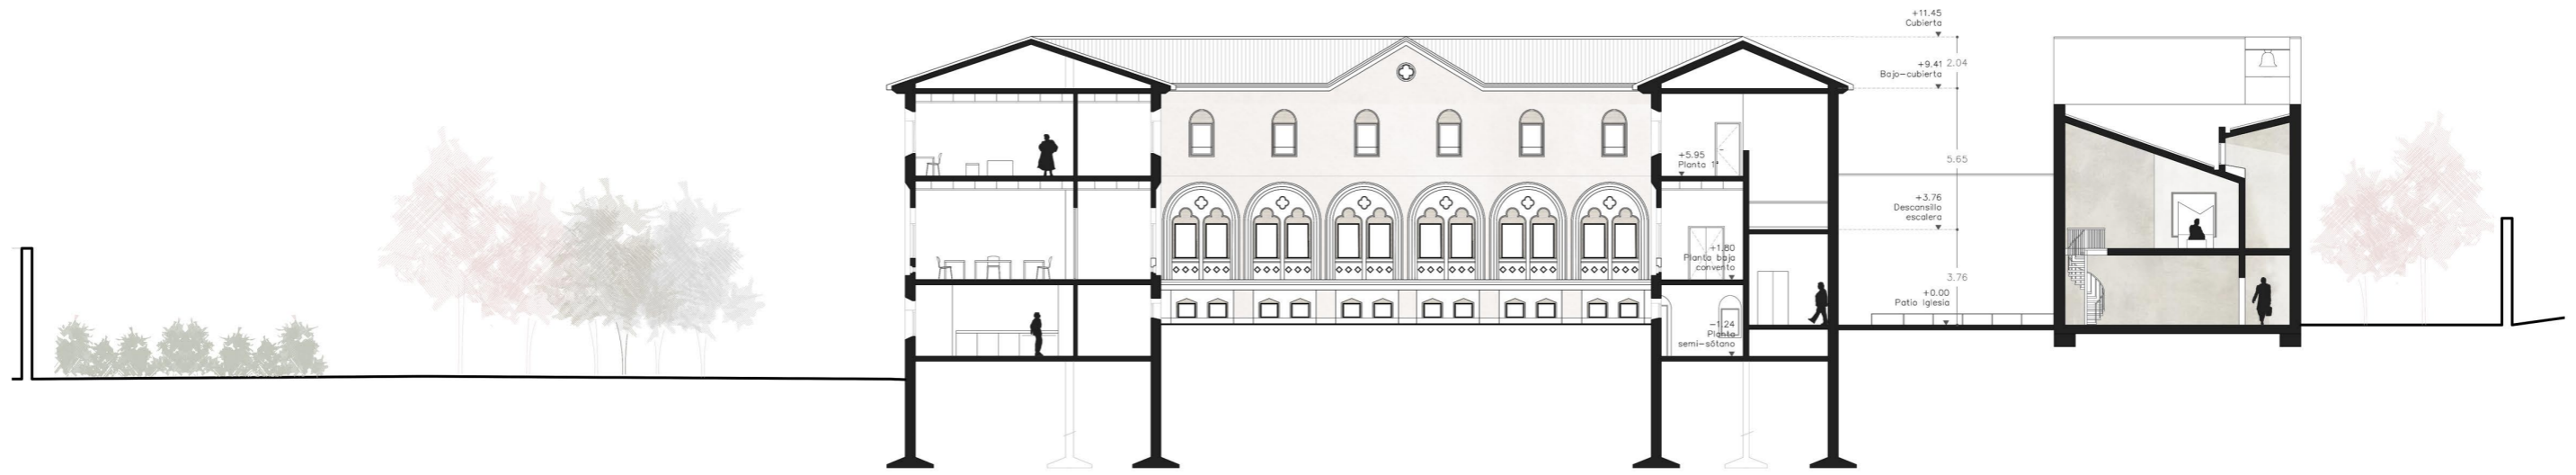 +11.45
Cubierta
+9.41
Bajo-cubierta
2.04
+5.95
Planta 1ª
5.65
+3.76
Descansillo
escalera
+1.80
Planta baja
convento
3.76
+0.00
Patio Iglesia
-1.24
Planta
semi-sótano